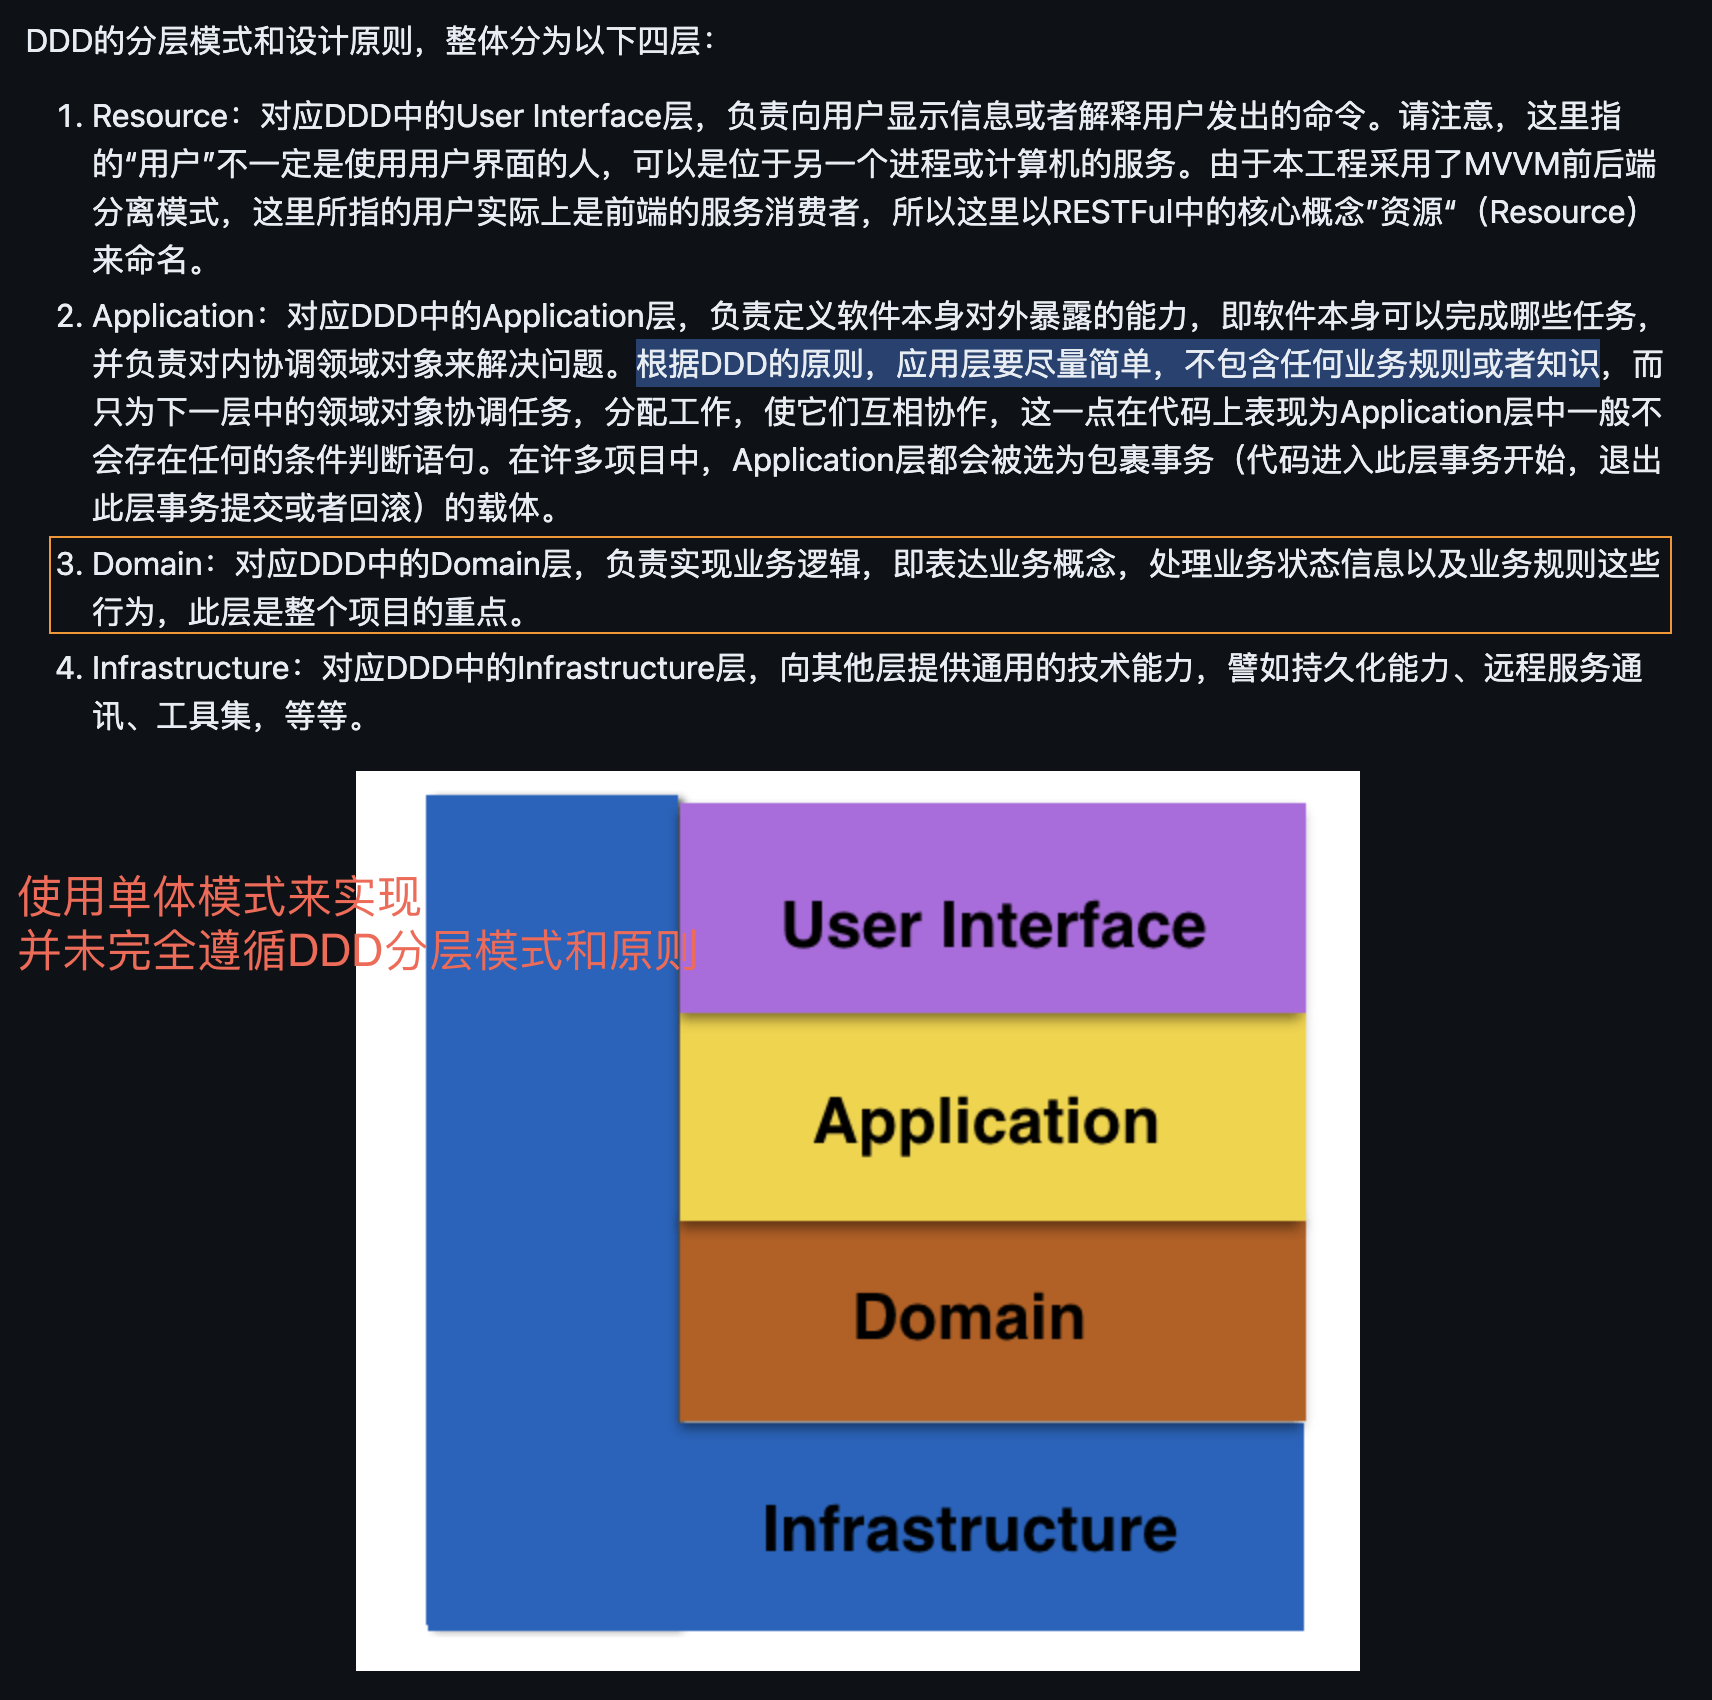 DDD的分层模式和设计原则，整体分为以下四层：
1. Resource：对应DDD中的User Interface层，负责向用户显示信息或者解释用户发出的命令。请注意，这里指
的“用户”不一定是使用用户界面的人，可以是位于另一个进程或计算机的服务。由于本工程采用了MVVM前后端
分离模式，这里所指的用户实际上是前端的服务消费者，所以这里以RESTFul中的核心概念”资源“（Resource）
来命名。
2. Application：对应DDD中的Application层，负责定义软件本身对外暴露的能力，即软件本身可以完成哪些任务，
并负责对内协调领域对象来解决问题。根据DDD的原则，应用层要尽量简单，不包含任何业务规则或者知识，而
只为下一层中的领域对象协调任务，分配工作，使它们互相协作，这一点在代码上表现为Application层中一般不
会存在任何的条件判断语句。在许多项目中，Application层都会被选为包裹事务（代码进入此层事务开始，退出
此层事务提交或者回滚）的载体。
3. Domain：对应DDD中的Domain层，负责实现业务逻辑，即表达业务概念，处理业务状态信息以及业务规则这些
行为，此层是整个项目的重点。
4. Infrastructure：对应DDD中的Infrastructure层，向其他层提供通用的技术能力，譬如持久化能力、远程服务通
讯、工具集，等等。
使用单体模式来实现
并未完全遵循DDD分层模式和原则
User Interface
Application
Domain
Infrastructure